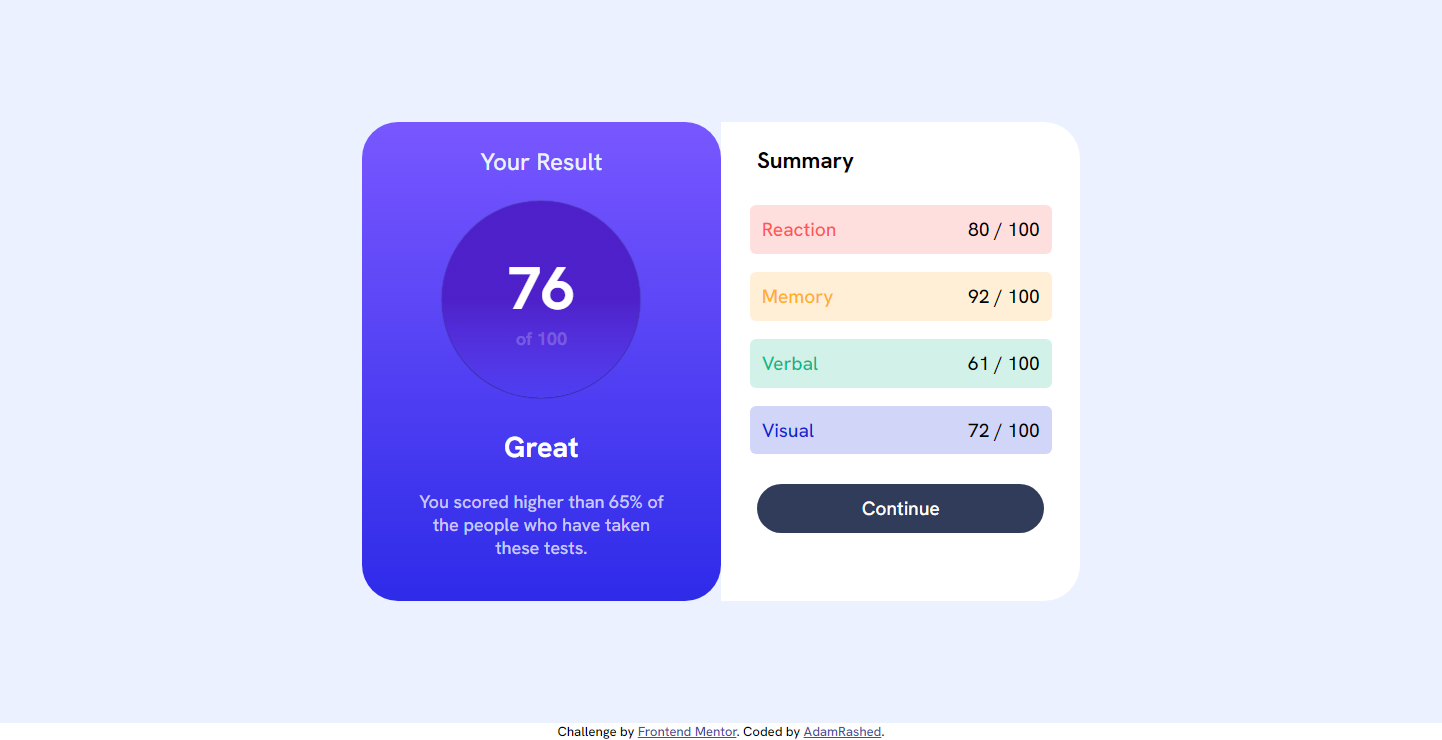 Your Result
76
of 100
Great
You scored higher than 65% of
the people who have taken
these tests.
Summary
Reaction 80 / 100
Memory 92 / 100
Verbal 61 / 100
Visual 72 / 100
Continue
Challenge by Frontend Mentor. Coded by AdamRashed.